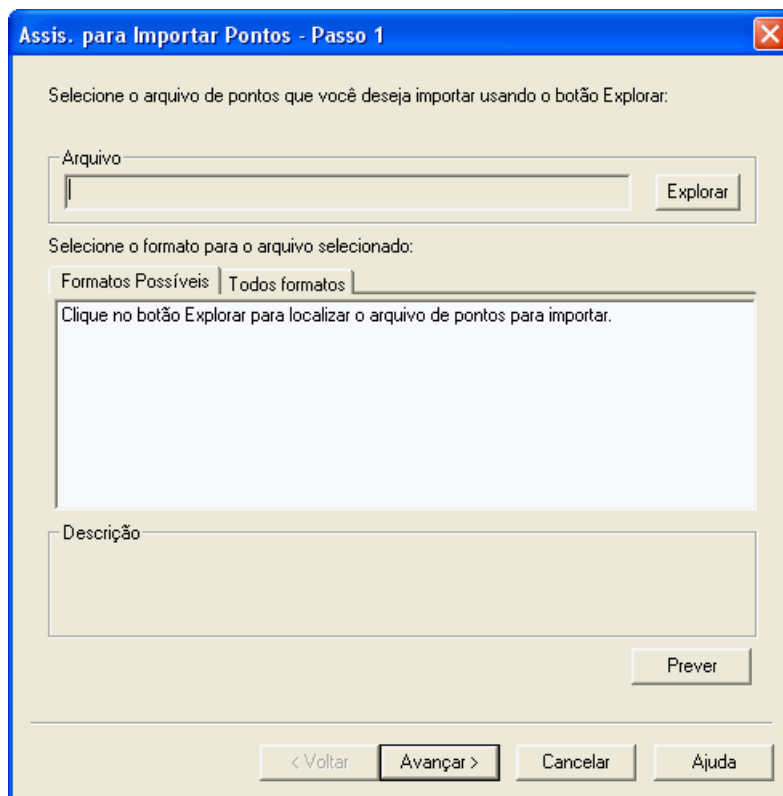 Assis. para Importar Pontos - Passo 1
Selecione o arquivo de pontos que você deseja importar usando o botão Explorar:
Arquivo
Explorar
Selecione o formato para o arquivo selecionado:
Formatos Possíveis Todos formatos
Clique no botão Explorar para localizar o arquivo de pontos para importar.
Descrição
Prever
< Voltar Avançar > Cancelar Ajuda